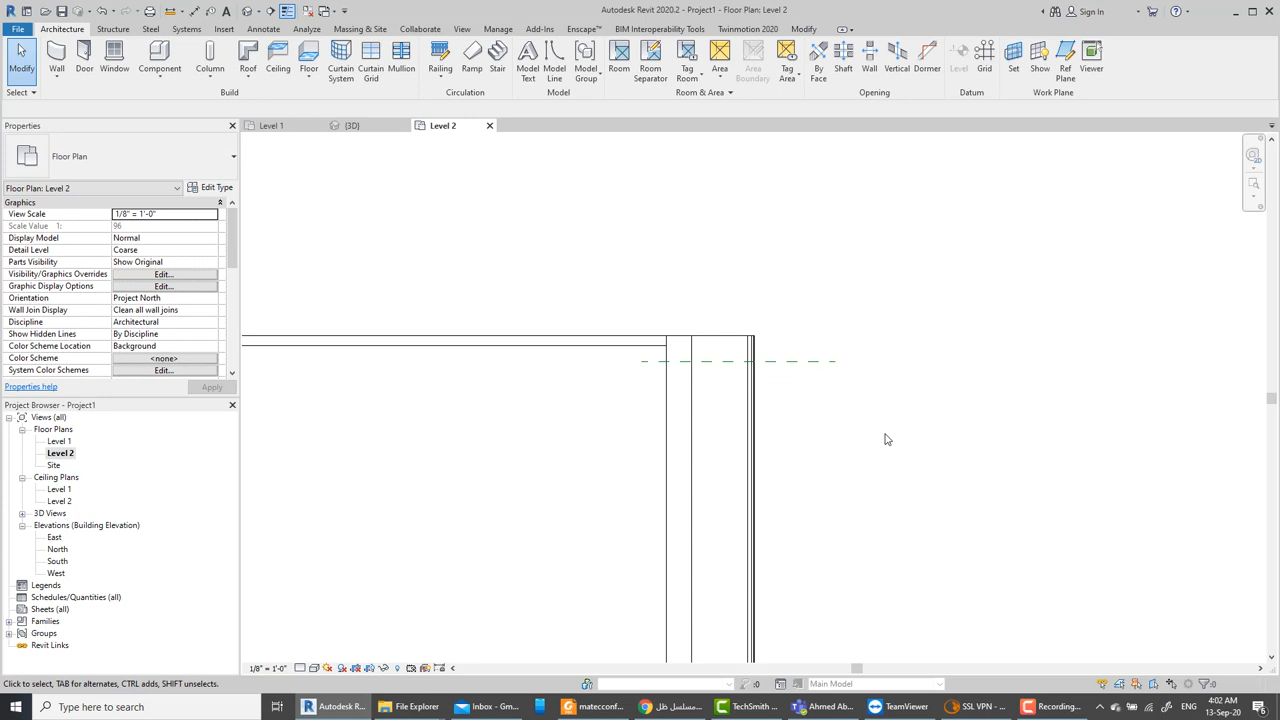 Autodesk Revit 2020.2 - Project1 - Floor Plan: Level 2
Sign In
File Architecture Structure Steel Systems Insert Annotate Analyze Massing & Site Collaborate View Manage Add-Ins Enscape™ BIM Interoperability Tools Twinmotion 2020 Modify
Modify Wall Door Window Component Column Roof Ceiling Floor Curtain System Curtain Grid Mullion Railing Ramp Stair Model Text Model Line Model Group Room Room Separator Tag Room Area Area Boundary Tag Area By Face Shaft Wall Vertical Dormer Level Grid Set Show Ref Plane Viewer
Select Build Circulation Model Room & Area Opening Datum Work Plane
Properties
Level 1 {3D} Level 2
Floor Plan
Floor Plan: Level 2 Edit Type
Graphics
View Scale 1/8" = 1'-0"
Scale Value 1: 96
Display Model Normal
Detail Level Coarse
Parts Visibility Show Original
Visibility/Graphics Overrides Edit...
Graphic Display Options Edit...
Orientation Project North
Wall Join Display Clean all wall joins
Discipline Architectural
Show Hidden Lines By Discipline
Color Scheme Location Background
Color Scheme <none>
System Color Schemes Edit...
Properties help Apply
Project Browser - Project1
Views (all)
Floor Plans
Level 1
Level 2
Site
Ceiling Plans
Level 1
Level 2
3D Views
Elevations (Building Elevation)
East
North
South
West
Legends
Schedules/Quantities (all)
Sheets (all)
Families
Groups
Revit Links
1/8" = 1'-0"
Click to select, TAB for alternates, CTRL adds, SHIFT unselects.
:0 Main Model :0
Type here to search
Autodesk R... File Explorer Inbox - Gm... matecconf... مسلسل ظل... TechSmith ... Ahmed Ab... TeamViewer SSL VPN - ... Recording...
4:02 AM
13-Sep-20